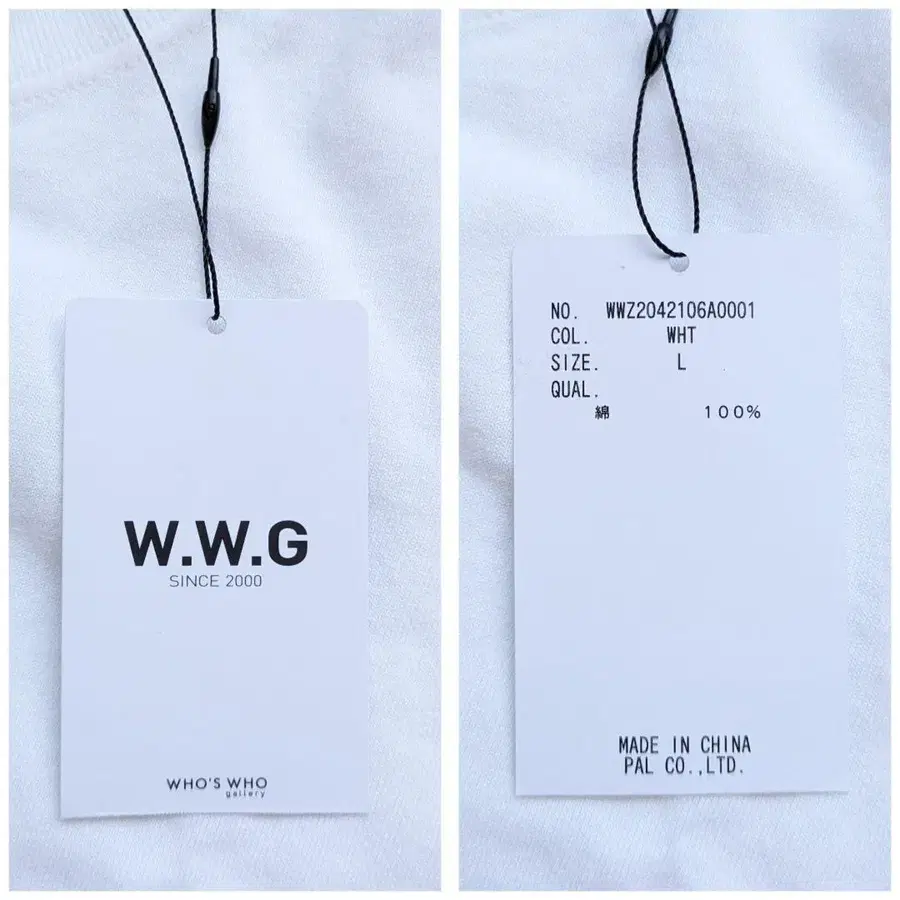 W.W.G
SINCE 2000
WHO'S WHO
gallery
NO. WWZ2042106A0001
COL. WHT
SIZE. L
QUAL.
綿 100%
MADE IN CHINA
PAL CO.,LTD.